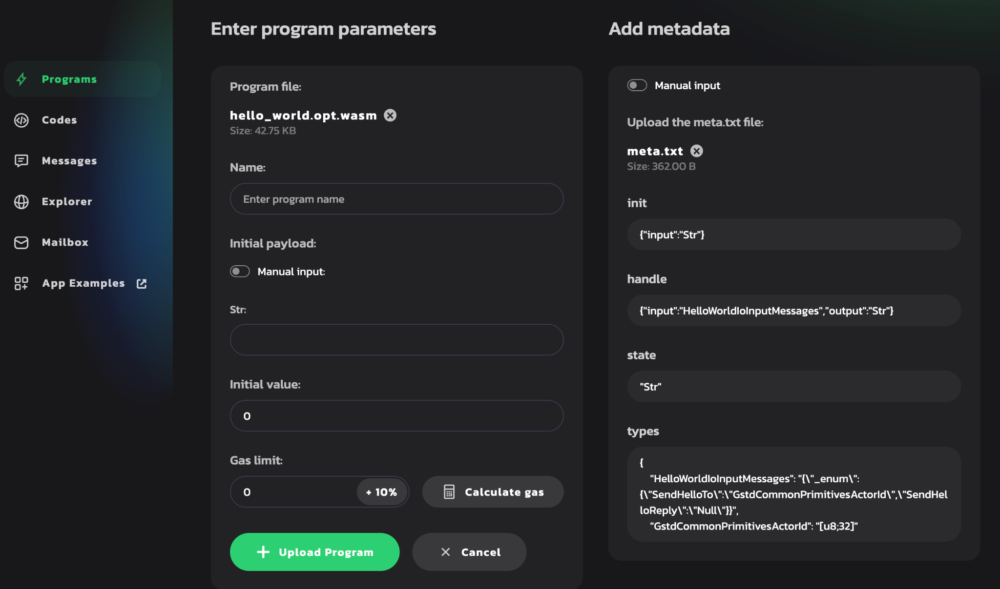 Programs
Codes
Messages
Explorer
Mailbox
App Examples
Enter program parameters
Program file:
hello_world.opt.wasm
Size: 42.75 KB
Name:
Enter program name
Initial payload:
Manual input:
Str:
Initial value:
0
Gas limit:
0
+ 10%
Calculate gas
Upload Program
Cancel
Add metadata
Manual input
Upload the meta.txt file:
meta.txt
Size: 362.00 B
init
{"input":"Str"}
handle
{"input":"HelloWorldIoInputMessages","output":"Str"}
state
"Str"
types
{
"HelloWorldIoInputMessages": "{\"_enum\":
{\"SendHelloTo\":\"GstdCommonPrimitivesActorId\",\"SendHel
loReply\":\"Null\"}}",
"GstdCommonPrimitivesActorId": "[u8;32]"